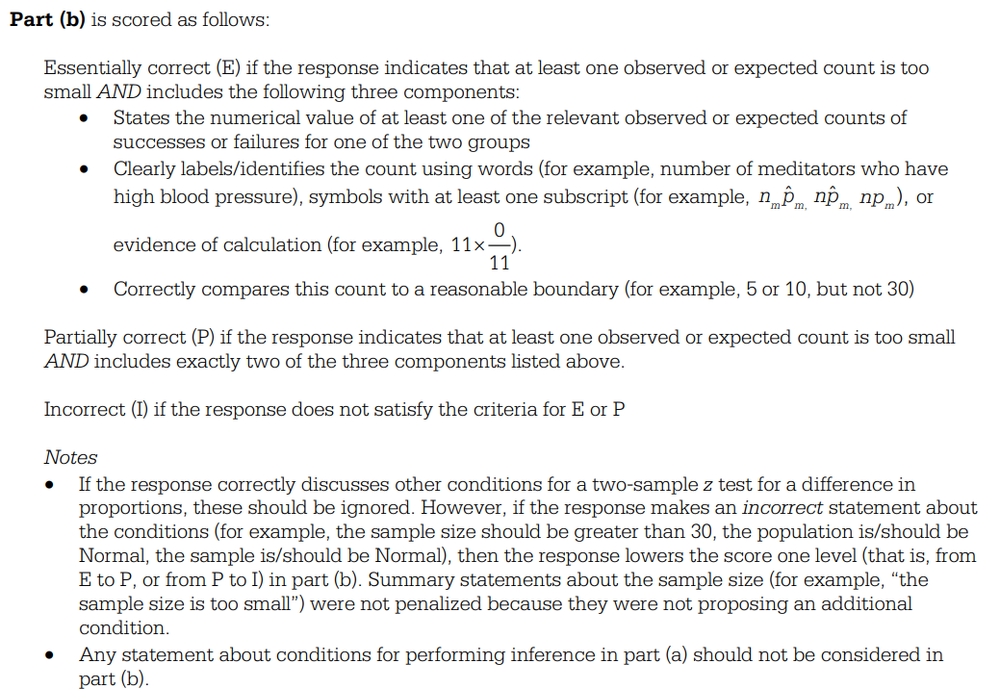 Part (b) is scored as follows:
Essentially correct (E) if the response indicates that at least one observed or expected count is too
small AND includes the following three components:
• States the numerical value of at least one of the relevant observed or expected counts of
successes or failures for one of the two groups
• Clearly labels/identifies the count using words (for example, number of meditators who have
high blood pressure), symbols with at least one subscript (for example, nₘp̂ₘ, np̂ₘ, npₘ), or
evidence of calculation (for example, 11×0/11).
• Correctly compares this count to a reasonable boundary (for example, 5 or 10, but not 30)
Partially correct (P) if the response indicates that at least one observed or expected count is too small
AND includes exactly two of the three components listed above.
Incorrect (I) if the response does not satisfy the criteria for E or P
Notes
• If the response correctly discusses other conditions for a two-sample z test for a difference in
proportions, these should be ignored. However, if the response makes an incorrect statement about
the conditions (for example, the sample size should be greater than 30, the population is/should be
Normal, the sample is/should be Normal), then the response lowers the score one level (that is, from
E to P, or from P to I) in part (b). Summary statements about the sample size (for example, “the
sample size is too small”) were not penalized because they were not proposing an additional
condition.
• Any statement about conditions for performing inference in part (a) should not be considered in
part (b).